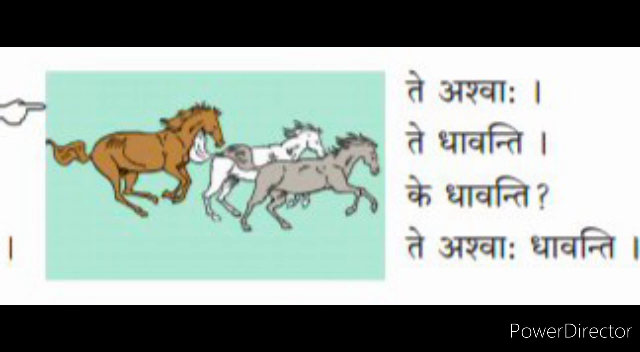 ते अश्वाः ।
ते धावन्ति ।
के धावन्ति?
ते अश्वाः धावन्ति ।
।
PowerDirector